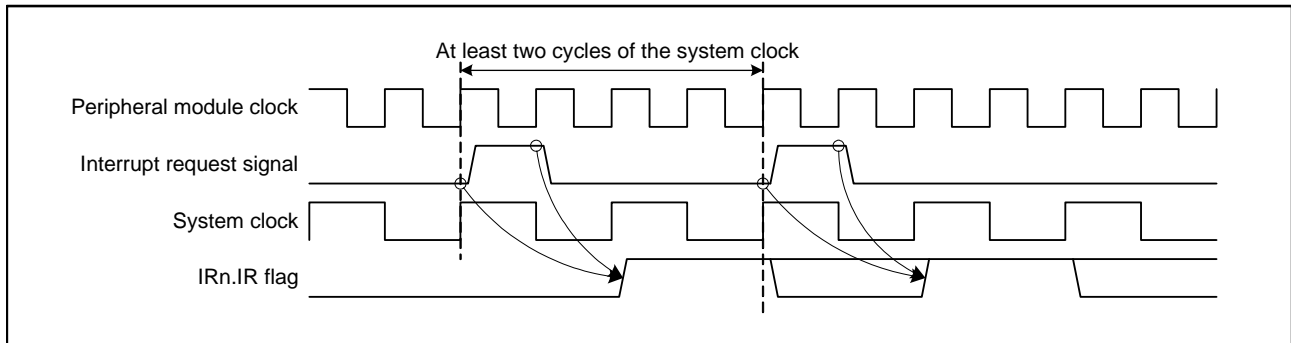 At least two cycles of the system clock
Peripheral module clock
Interrupt request signal
System clock
IRn.IR flag